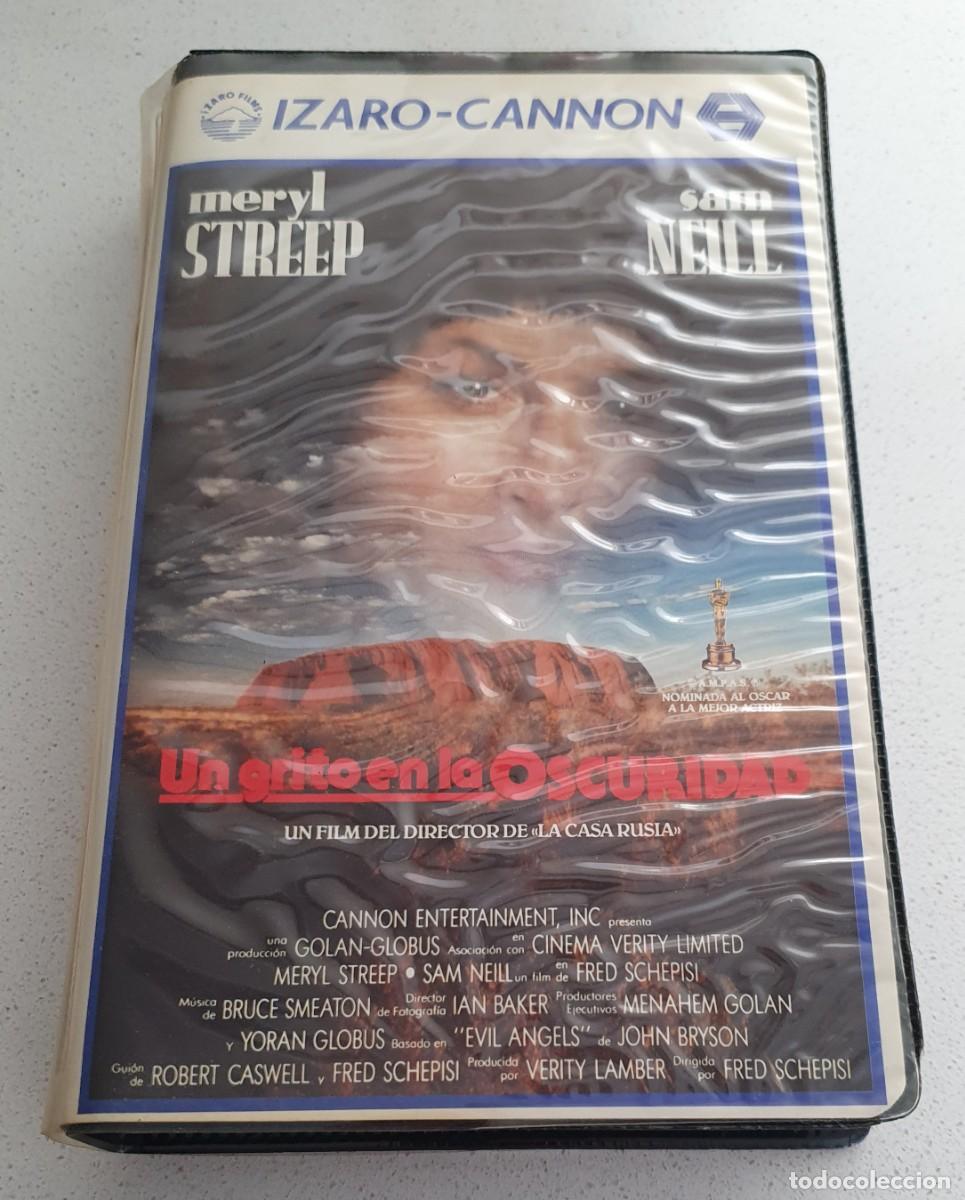 IZARO FILMS
IZARO-CANNON
meryl STREEP
sam NEILL
A.M.P.A.S.®
NOMINADA AL OSCAR
A LA MEJOR ACTRIZ
Un grito en la OSCURIDAD
UN FILM DEL DIRECTOR DE «LA CASA RUSIA»
CANNON ENTERTAINMENT, INC presenta
una producción GOLAN-GLOBUS en Asociación con CINEMA VERITY LIMITED
MERYL STREEP • SAM NEILL en un film de FRED SCHEPISI
Música de BRUCE SMEATON Director de Fotografía IAN BAKER Productores Ejecutivos MENAHEM GOLAN
y YORAN GLOBUS Basado en "EVIL ANGELS" de JOHN BRYSON
Guión de ROBERT CASWELL y FRED SCHEPISI Producida por VERITY LAMBER Dirigida por FRED SCHEPISI
todocoleccion